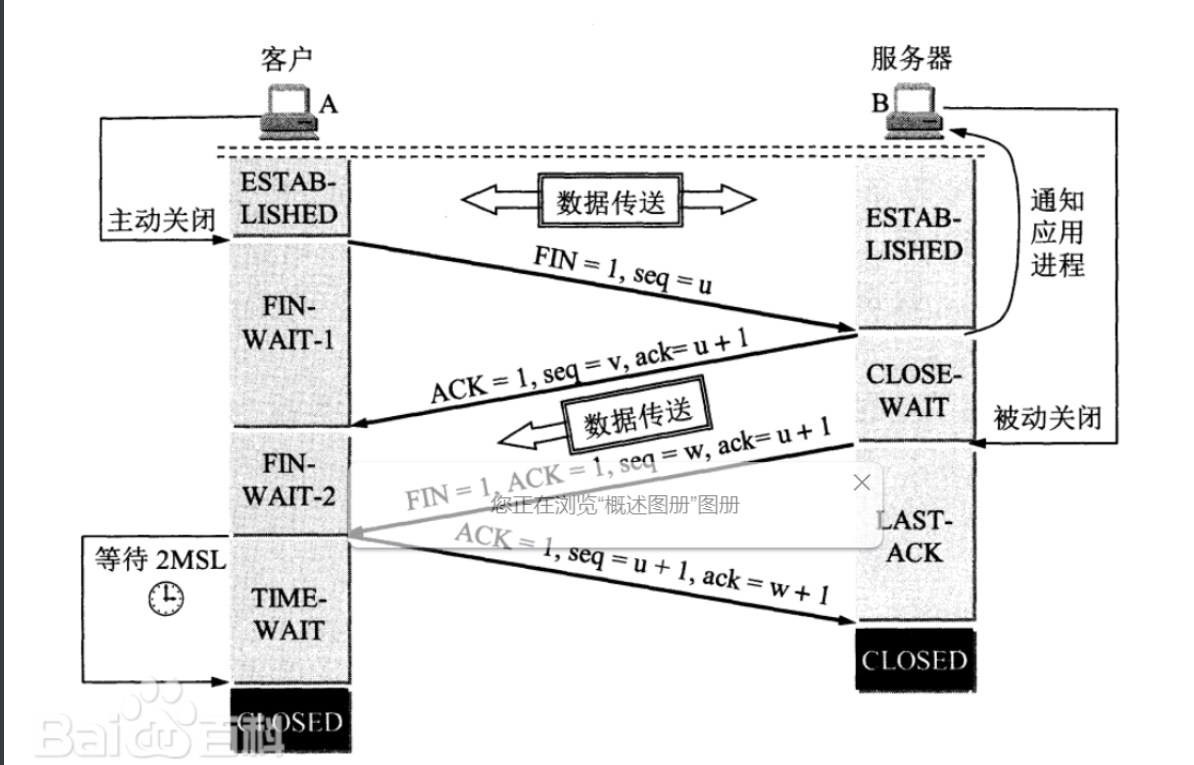 客户
服务器
A
B
ESTAB-
LISHED
数据传送
通知
应用
进程
主动关闭
ESTAB-
LISHED
FIN = 1, seq = u
FIN-
WAIT-1
ACK = 1, seq = v, ack= u + 1
CLOSE-
WAIT
数据传送
被动关闭
FIN-
WAIT-2
FIN = 1, ACK = 1, seq = w, ack= u + 1
您正在浏览“概述图册”图册
LAST-
ACK
ACK = 1, seq = u + 1, ack = w + 1
等待 2MSL
TIME-
WAIT
CLOSED
CLOSED
Bai百科